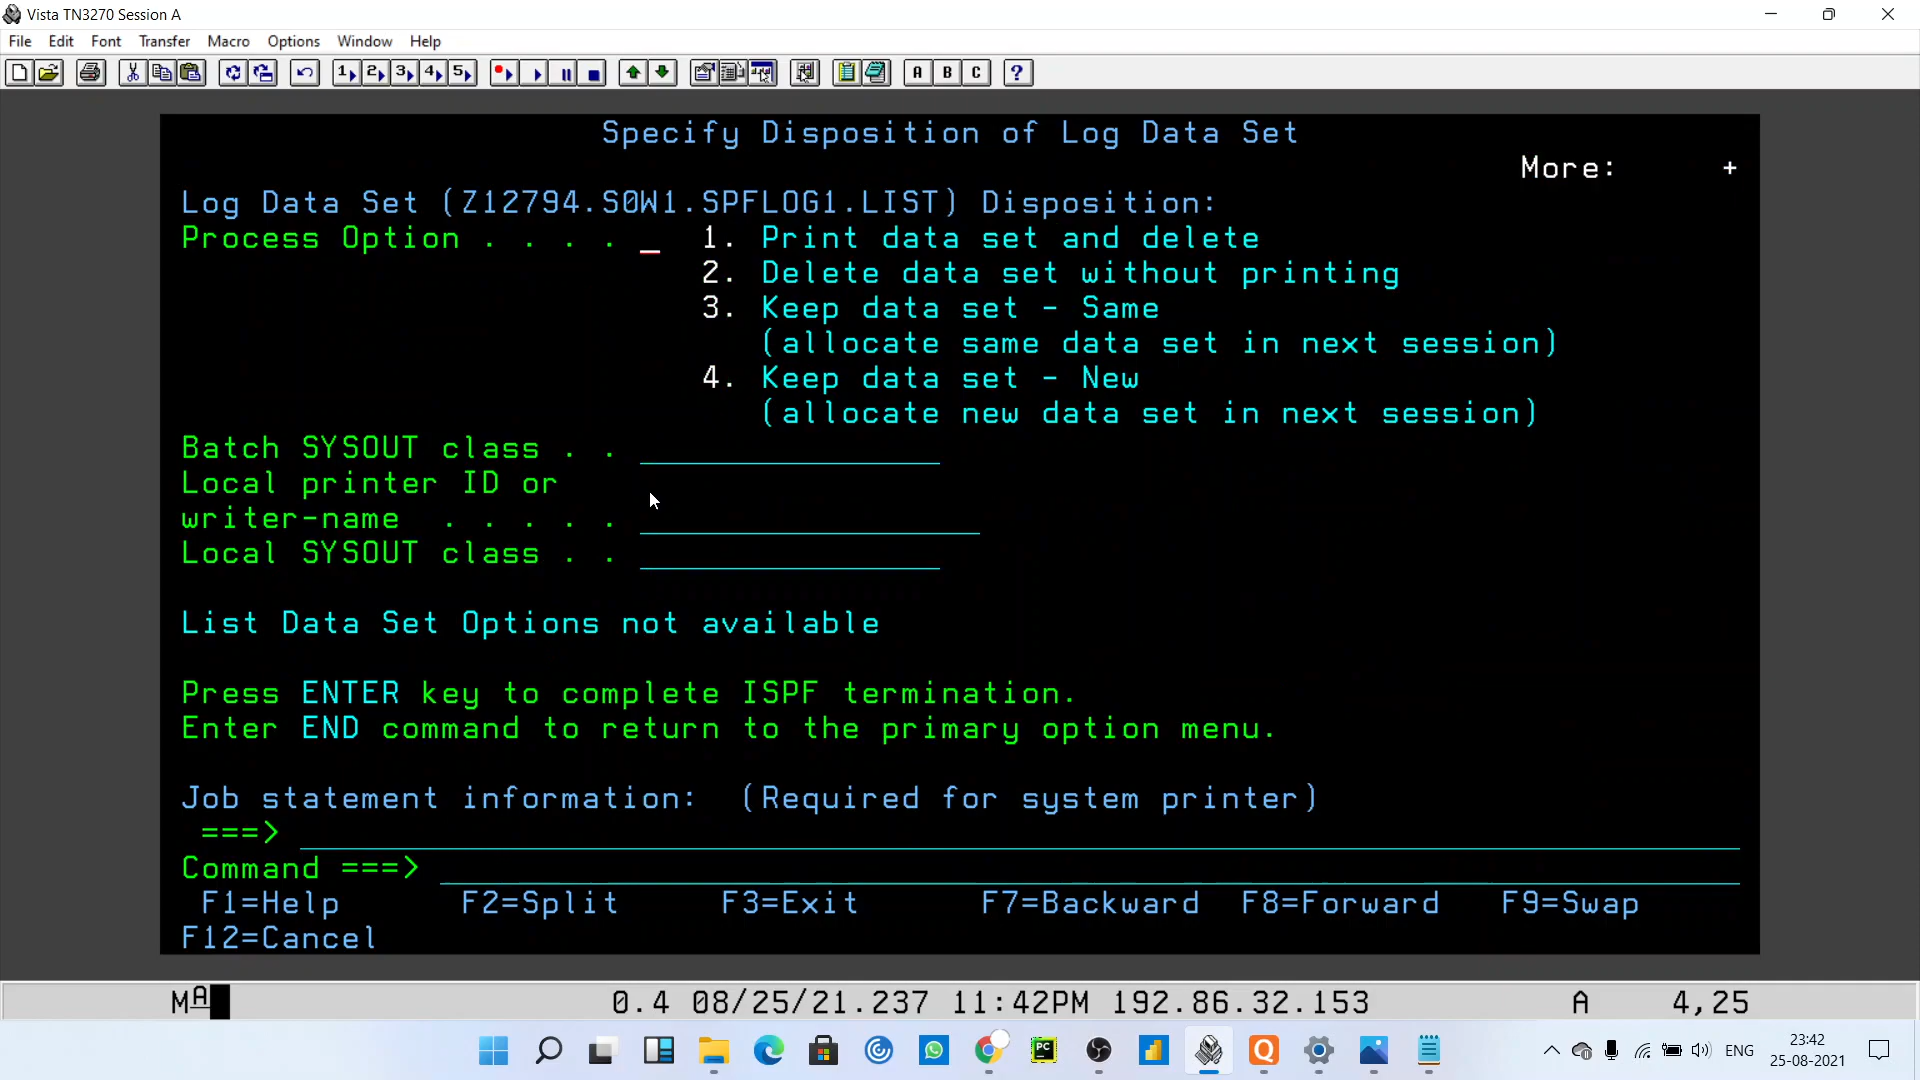 Vista TN3270 Session A
File Edit Font Transfer Macro Options Window Help
1 2 3 4 5 A B C ?
Specify Disposition of Log Data Set
More: +
Log Data Set (Z12794.S0W1.SPFLOG1.LIST) Disposition:
Process Option . . . . _ 1. Print data set and delete
2. Delete data set without printing
3. Keep data set - Same
(allocate same data set in next session)
4. Keep data set - New
(allocate new data set in next session)
Batch SYSOUT class . .
Local printer ID or
writer-name . . . . .
Local SYSOUT class . .
List Data Set Options not available
Press ENTER key to complete ISPF termination.
Enter END command to return to the primary option menu.
Job statement information: (Required for system printer)
===>
Command ===>
F1=Help F2=Split F3=Exit F7=Backward F8=Forward F9=Swap
F12=Cancel
MA 0.4 08/25/21.237 11:42PM 192.86.32.153 A 4,25
PC Q ENG 23:42
25-08-2021